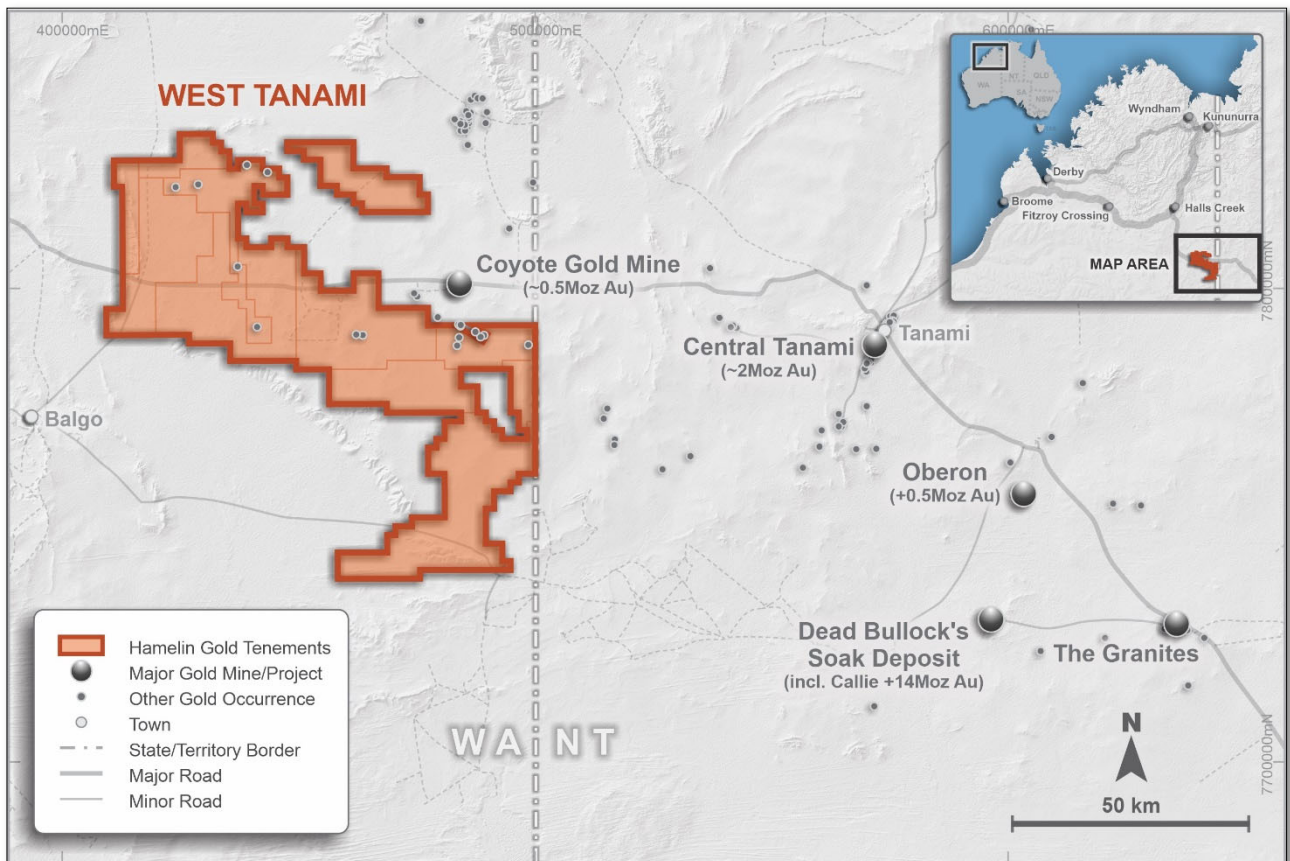 400000mE
500000mE
600000mE
WEST TANAMI
WA
NT
QLD
SA
NSW
Wyndham
Kununurra
Derby
Broome
Fitzroy Crossing
Halls Creek
MAP AREA
7800000mN
Coyote Gold Mine
(~0.5Moz Au)
Tanami
Central Tanami
(~2Moz Au)
Balgo
Oberon
(+0.5Moz Au)
Dead Bullock's
Soak Deposit
(incl. Callie +14Moz Au)
The Granites
Hamelin Gold Tenements
Major Gold Mine/Project
Other Gold Occurrence
Town
State/Territory Border
Major Road
Minor Road
WA NT
N
50 km
7700000mN